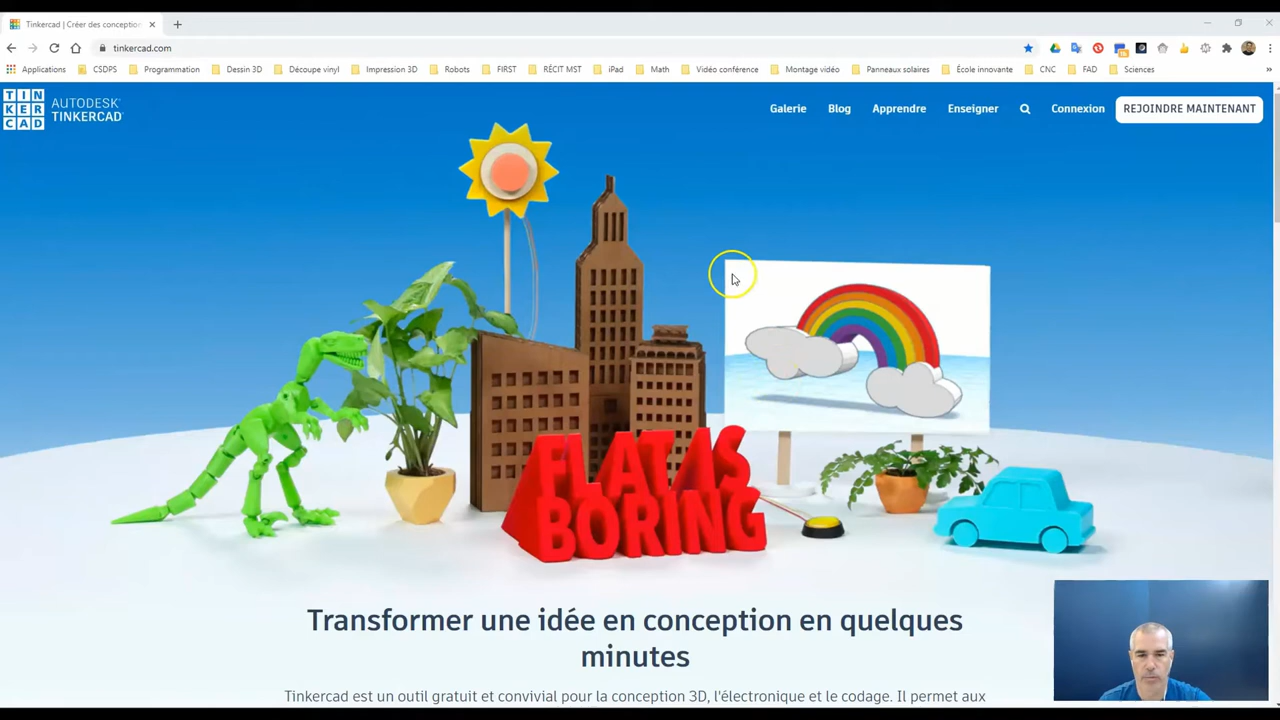 Tinkercad | Créer des conception
tinkercad.com
Applications CSDPS Programmation Dessin 3D Découpe vinyl Impression 3D Robots FIRST RÉCIT MST iPad Math Vidéo conférence Montage vidéo Panneaux solaires École innovante CNC FAD Sciences »
TIN
KER
CAD
AUTODESK®
TINKERCAD®
Galerie Blog Apprendre Enseigner Connexion REJOINDRE MAINTENANT
FLAT IS
BORING
Transformer une idée en conception en quelques
minutes
Tinkercad est un outil gratuit et convivial pour la conception 3D, l'électronique et le codage. Il permet aux